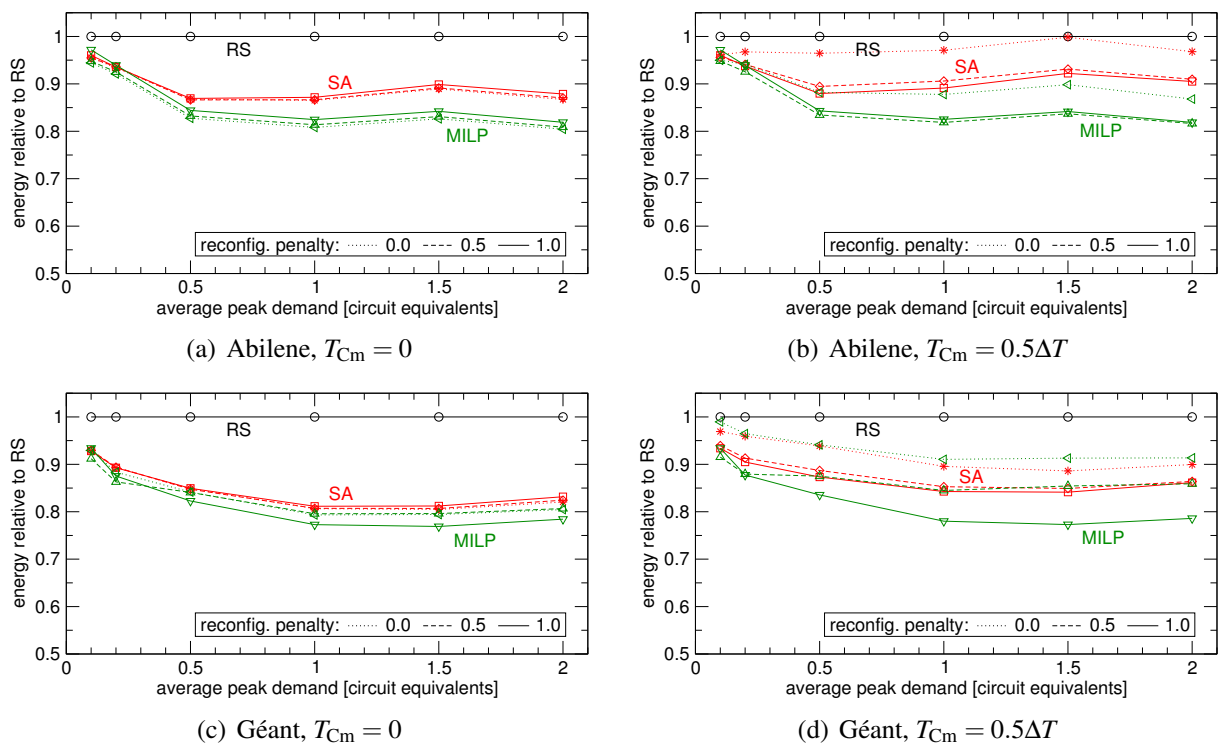 1
0.9
0.8
0.7
0.6
0.5
energy relative to RS
RS
SA
MILP
reconfig. penalty: 0.0 0.5 1.0
0 0.5 1 1.5 2
average peak demand [circuit equivalents]
(a) Abilene, T_Cm = 0
1
0.9
0.8
0.7
0.6
0.5
energy relative to RS
RS
SA
MILP
reconfig. penalty: 0.0 0.5 1.0
0 0.5 1 1.5 2
average peak demand [circuit equivalents]
(b) Abilene, T_Cm = 0.5ΔT
1
0.9
0.8
0.7
0.6
0.5
energy relative to RS
RS
SA
MILP
reconfig. penalty: 0.0 0.5 1.0
0 0.5 1 1.5 2
average peak demand [circuit equivalents]
(c) Géant, T_Cm = 0
1
0.9
0.8
0.7
0.6
0.5
energy relative to RS
RS
SA
MILP
reconfig. penalty: 0.0 0.5 1.0
0 0.5 1 1.5 2
average peak demand [circuit equivalents]
(d) Géant, T_Cm = 0.5ΔT